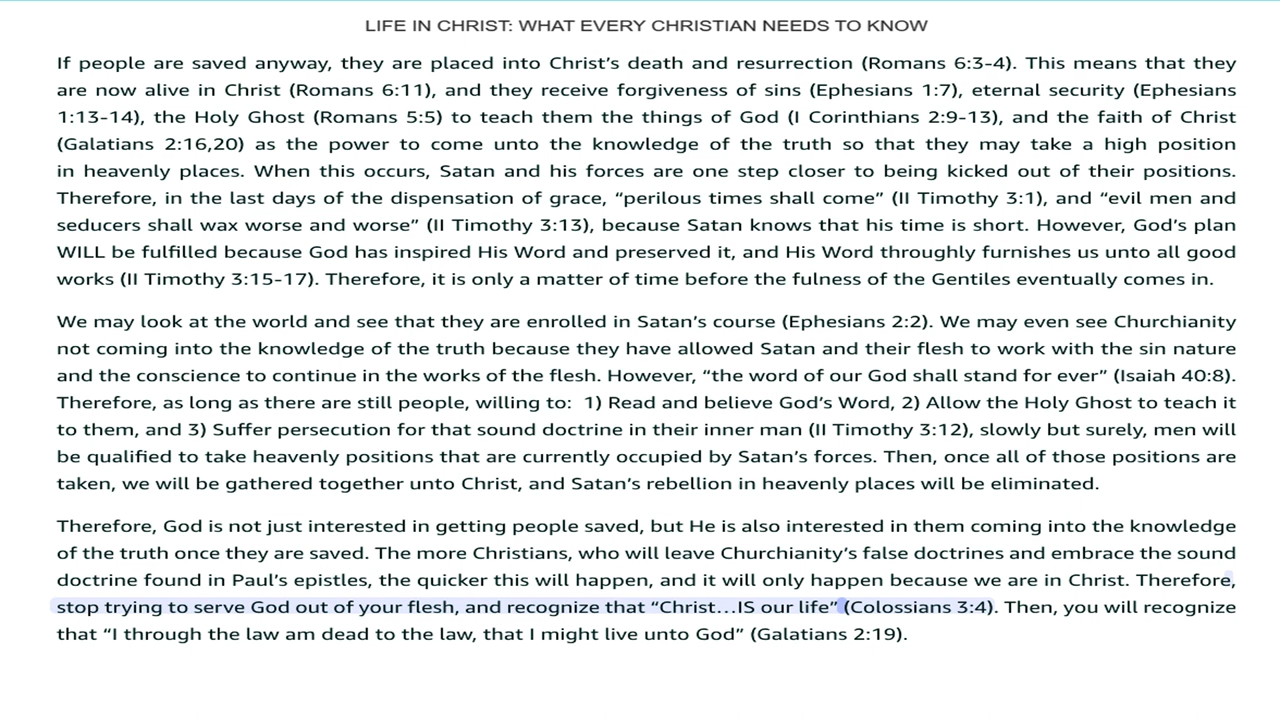 LIFE IN CHRIST: WHAT EVERY CHRISTIAN NEEDS TO KNOW
If people are saved anyway, they are placed into Christ’s death and resurrection (Romans 6:3-4). This means that they
are now alive in Christ (Romans 6:11), and they receive forgiveness of sins (Ephesians 1:7), eternal security (Ephesians
1:13-14), the Holy Ghost (Romans 5:5) to teach them the things of God (I Corinthians 2:9-13), and the faith of Christ
(Galatians 2:16,20) as the power to come unto the knowledge of the truth so that they may take a high position
in heavenly places. When this occurs, Satan and his forces are one step closer to being kicked out of their positions.
Therefore, in the last days of the dispensation of grace, “perilous times shall come” (II Timothy 3:1), and “evil men and
seducers shall wax worse and worse” (II Timothy 3:13), because Satan knows that his time is short. However, God’s plan
WILL be fulfilled because God has inspired His Word and preserved it, and His Word throughly furnishes us unto all good
works (II Timothy 3:15-17). Therefore, it is only a matter of time before the fulness of the Gentiles eventually comes in.
We may look at the world and see that they are enrolled in Satan’s course (Ephesians 2:2). We may even see Churchianity
not coming into the knowledge of the truth because they have allowed Satan and their flesh to work with the sin nature
and the conscience to continue in the works of the flesh. However, “the word of our God shall stand for ever” (Isaiah 40:8).
Therefore, as long as there are still people, willing to: 1) Read and believe God’s Word, 2) Allow the Holy Ghost to teach it
to them, and 3) Suffer persecution for that sound doctrine in their inner man (II Timothy 3:12), slowly but surely, men will
be qualified to take heavenly positions that are currently occupied by Satan’s forces. Then, once all of those positions are
taken, we will be gathered together unto Christ, and Satan’s rebellion in heavenly places will be eliminated.
Therefore, God is not just interested in getting people saved, but He is also interested in them coming into the knowledge
of the truth once they are saved. The more Christians, who will leave Churchianity’s false doctrines and embrace the sound
doctrine found in Paul’s epistles, the quicker this will happen, and it will only happen because we are in Christ. Therefore,
stop trying to serve God out of your flesh, and recognize that “Christ…IS our life” (Colossians 3:4). Then, you will recognize
that “I through the law am dead to the law, that I might live unto God” (Galatians 2:19).